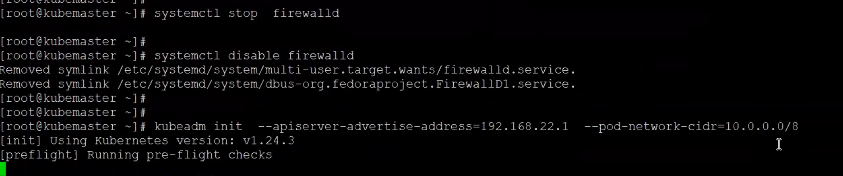 [root@kubemaster ~]# systemctl stop  firewalld
[root@kubemaster ~]#
[root@kubemaster ~]# systemctl disable firewalld
Removed symlink /etc/systemd/system/multi-user.target.wants/firewalld.service.
Removed symlink /etc/systemd/system/dbus-org.fedoraproject.FirewallD1.service.
[root@kubemaster ~]#
[root@kubemaster ~]#
[root@kubemaster ~]# kubeadm init  --apiserver-advertise-address=192.168.22.1  --pod-network-cidr=10.0.0.0/8
[init] Using Kubernetes version: v1.24.3
[preflight] Running pre-flight checks